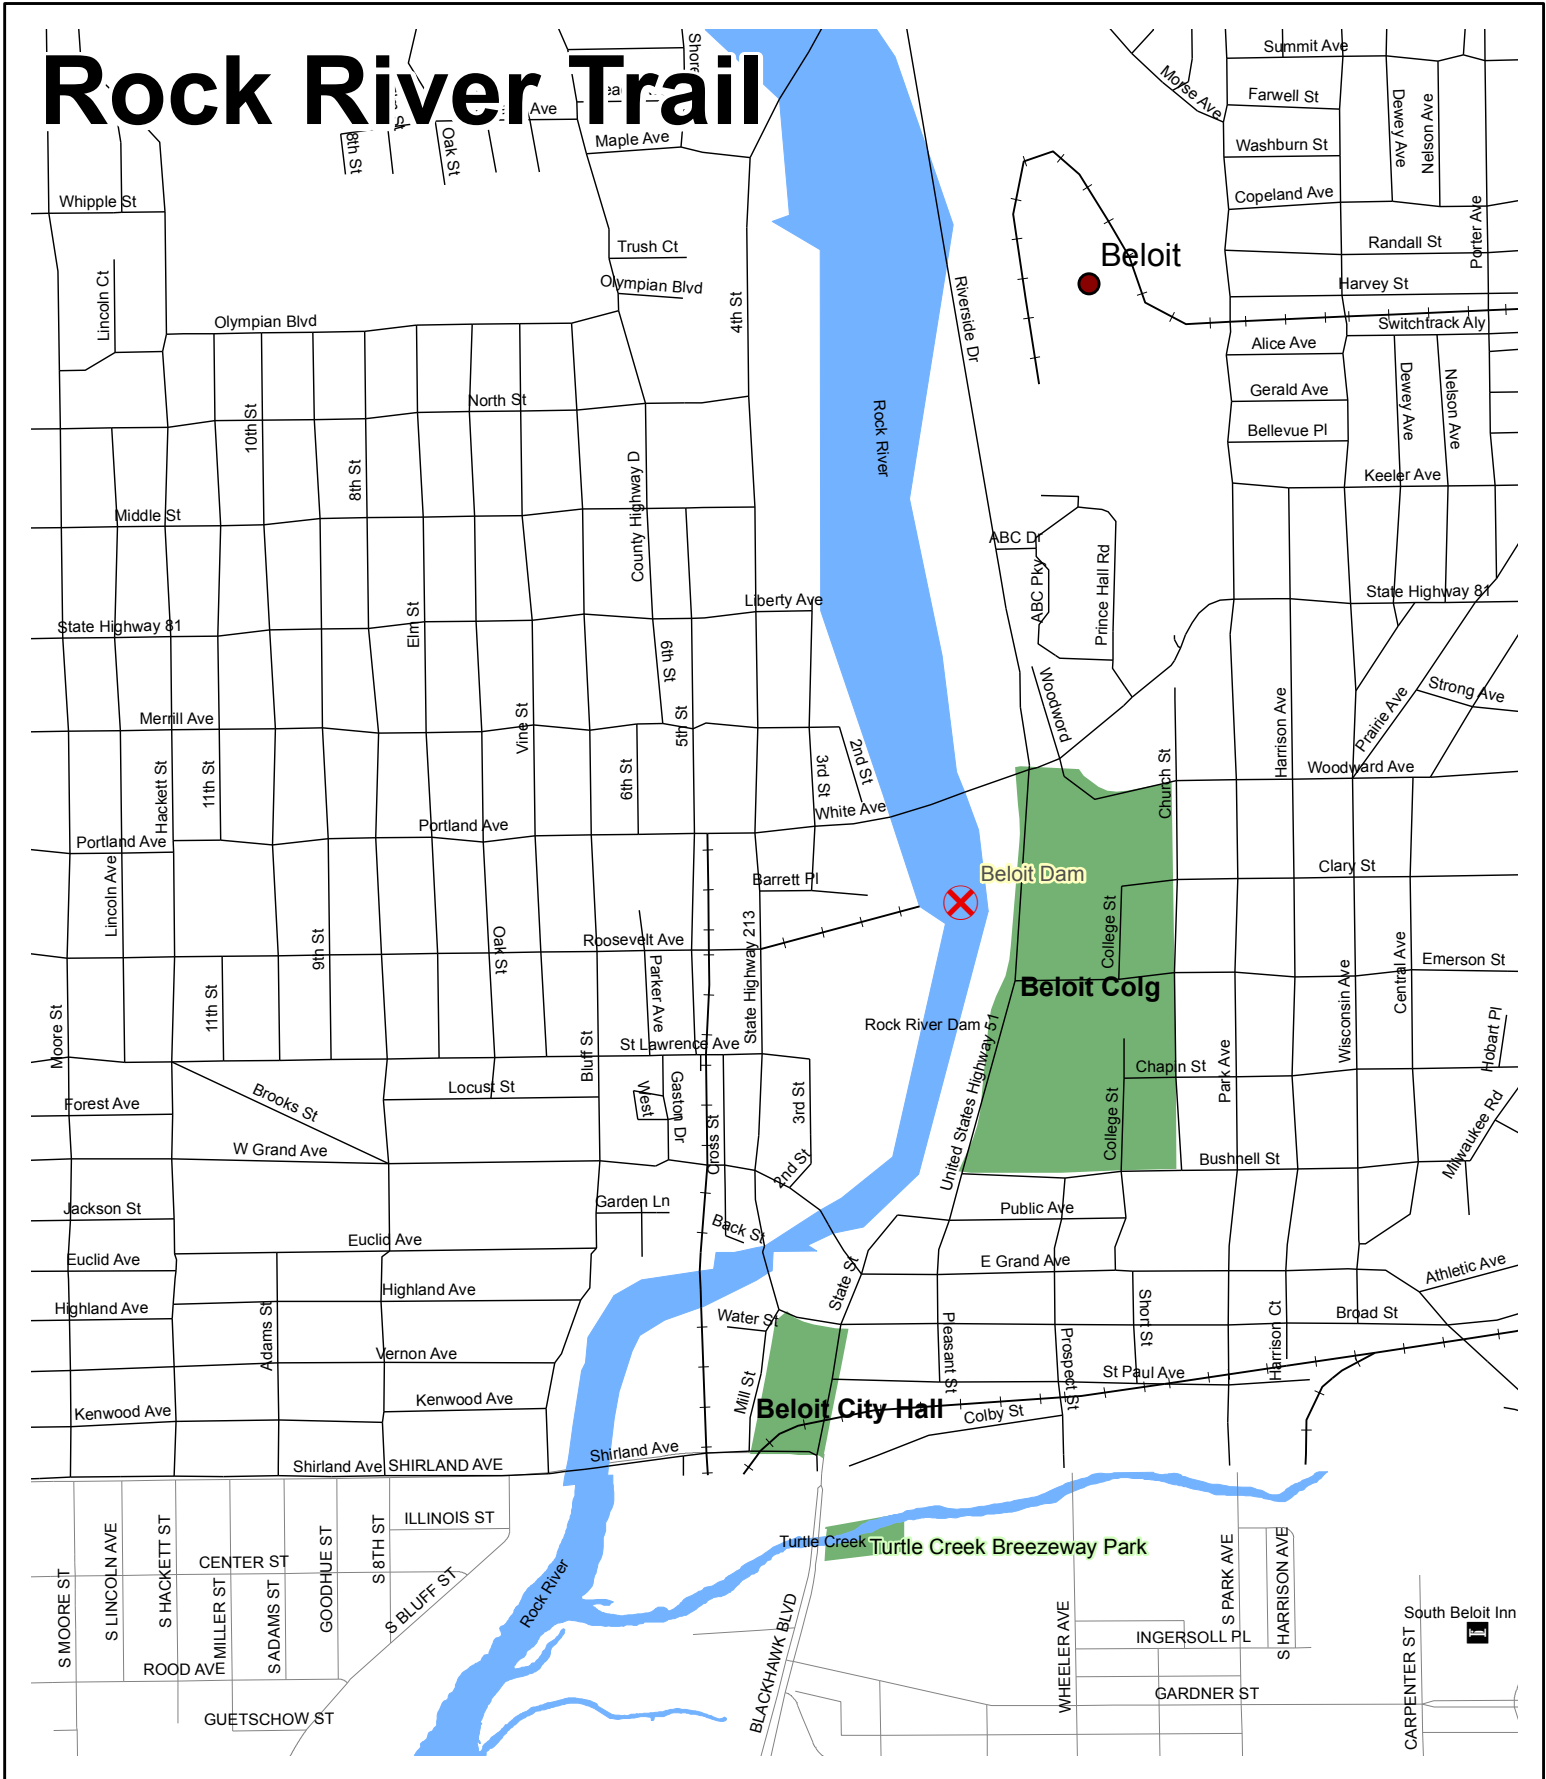 Rock River Trail
Shore
Ave
Maple Ave
8th St
Oak St
Whipple St
Lincoln Ct
Trush Ct
Olympian Blvd
4th St
Olympian Blvd
Summit Ave
Morse Ave
Farwell St
Dewey Ave
Nelson Ave
Washburn St
Copeland Ave
Porter Ave
Randall St
Beloit
Harvey St
Riverside Dr
Switchtrack Aly
Alice Ave
Gerald Ave
Dewey Ave
Nelson Ave
Bellevue Pl
North St
10th St
Rock River
8th St
County Highway D
Keeler Ave
Middle St
ABC Dr
ABC Pky
Prince Hall Rd
State Highway 81
Liberty Ave
State Highway 81
Elm St
6th St
Woodword
Strong Ave
Prairie Ave
Harrison Ave
Merrill Ave
Vine St
5th St
2nd St
3rd St
6th St
11th St
Hackett St
Church St
Woodward Ave
White Ave
Portland Ave
Portland Ave
Barrett Pl
Beloit Dam
Clary St
Lincoln Ave
9th St
Oak St
Roosevelt Ave
State Highway 213
College St
Central Ave
Emerson St
Beloit Colg
11th St
Moore St
Parker Ave
Bluff St
St Lawrence Ave
Rock River Dam
United States Highway 51
Wisconsin Ave
Hobart Pl
Park Ave
Chapin St
Locust St
West
Gaston Dr
Cross St
3rd St
Forest Ave
Brooks St
College St
Milwaukee Rd
W Grand Ave
2nd St
Bushnell St
Jackson St
Garden Ln
Public Ave
Back St
Euclid Ave
Euclid Ave
E Grand Ave
Athletic Ave
State St
Highland Ave
Highland Ave
Adams St
Water St
Pleasant St
Prospect St
Short St
Harrison Ct
Broad St
Vernon Ave
St Paul Ave
Mill St
Kenwood Ave
Kenwood Ave
Beloit City Hall
Colby St
Shirland Ave
Shirland Ave
SHIRLAND AVE
ILLINOIS ST
S MOORE ST
S LINCOLN AVE
S HACKETT ST
CENTER ST
MILLER ST
S ADAMS ST
GOODHUE ST
S 8TH ST
S BLUFF ST
Rock River
Turtle Creek
Turtle Creek Breezeway Park
S PARK AVE
S HARRISON AVE
ROOD AVE
GUETSCHOW ST
BLACKHAWK BLVD
WHEELER AVE
INGERSOLL PL
GARDNER ST
South Beloit Inn
CARPENTER ST